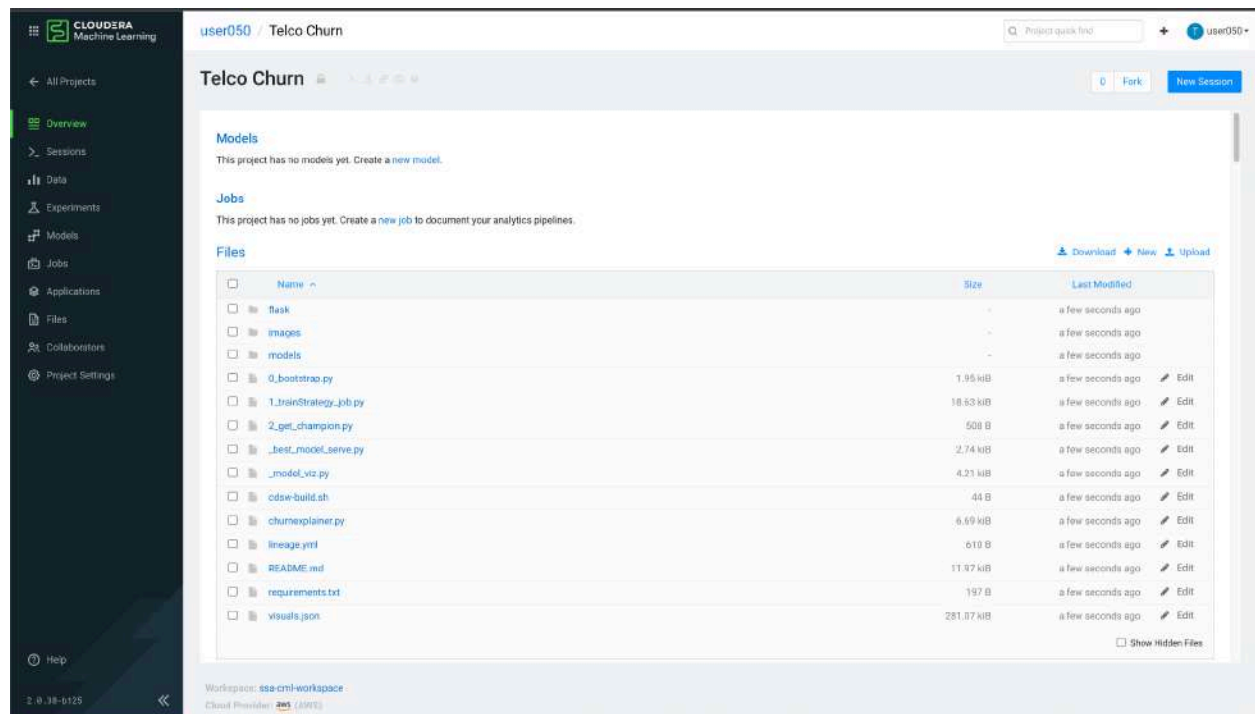 CLOUDERA
Machine Learning
user050 / Telco Churn
Project quick find
user050
All Projects
Telco Churn
0 Fork
New Session
Overview
Sessions
Data
Experiments
Models
Jobs
Applications
Files
Collaborators
Project Settings
Models
This project has no models yet. Create a new model.
Jobs
This project has no jobs yet. Create a new job to document your analytics pipelines.
Files
Download New Upload
Name Size Last Modified
flask - a few seconds ago
images - a few seconds ago
models - a few seconds ago
0_bootstrap.py 1.95 kiB a few seconds ago Edit
1_trainStrategy_job.py 18.63 kiB a few seconds ago Edit
2_get_champion.py 508 B a few seconds ago Edit
_best_model_serve.py 2.74 kiB a few seconds ago Edit
_model_viz.py 4.21 kiB a few seconds ago Edit
cdsw-build.sh 44 B a few seconds ago Edit
churnexplainer.py 6.69 kiB a few seconds ago Edit
lineage.yml 610 B a few seconds ago Edit
README.md 11.97 kiB a few seconds ago Edit
requirements.txt 197 B a few seconds ago Edit
visuals.json 281.07 kiB a few seconds ago Edit
Show Hidden Files
Help
2.0.38-b125
Workspace: ssa-cml-workspace
Cloud Provider: aws (AWS)